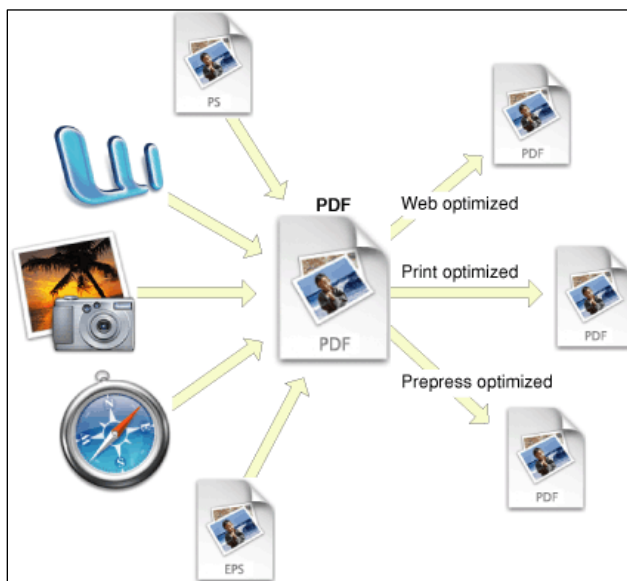 PS
PDF
PDF
Web optimized
Print optimized
PDF
PDF
Prepress optimized
PDF
EPS